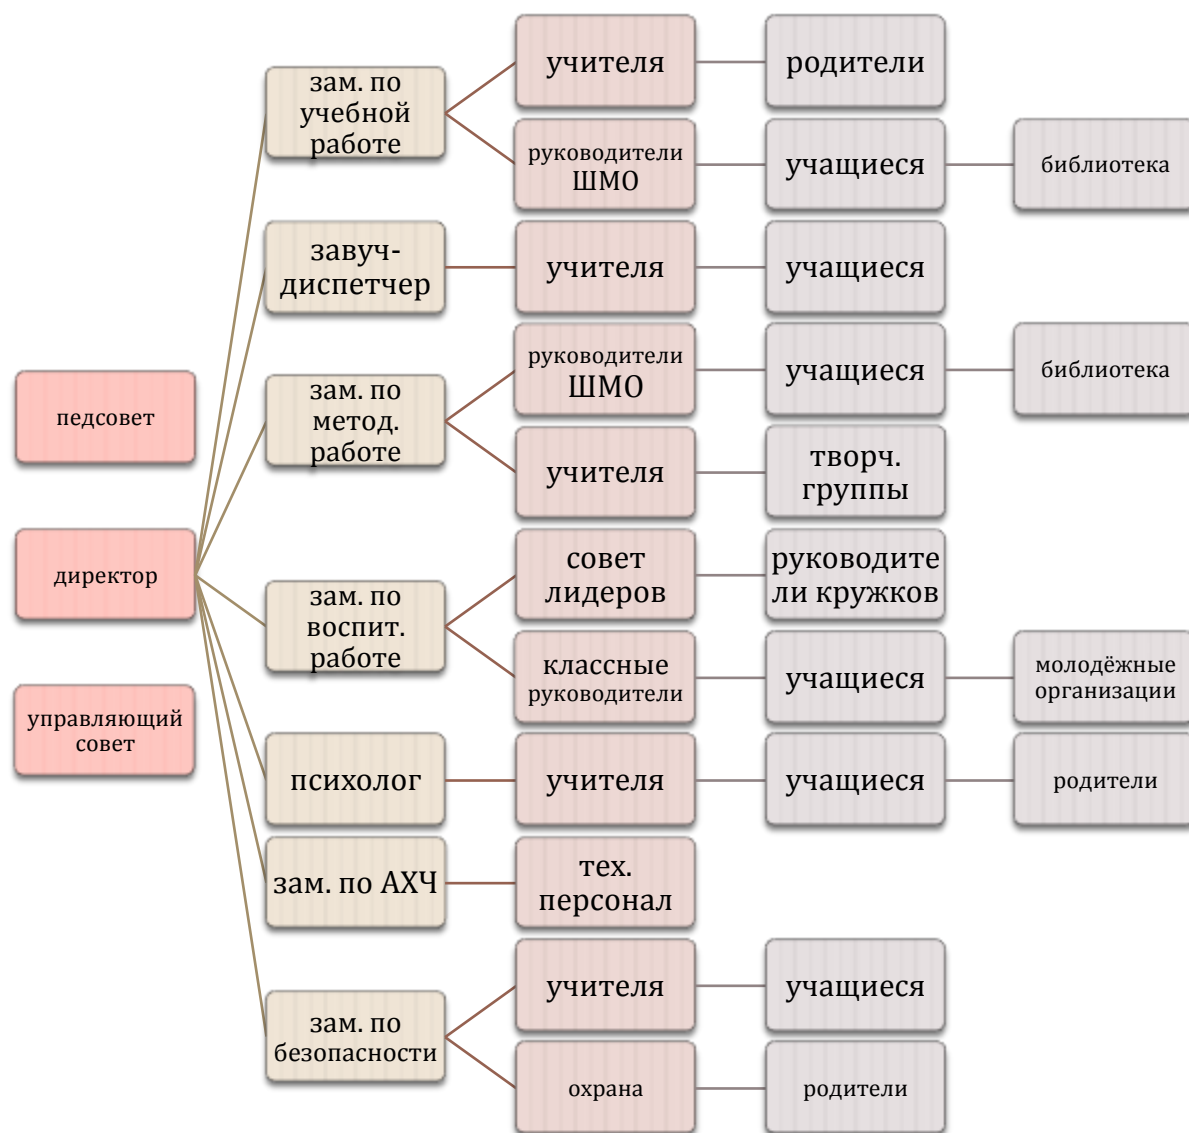 учителя
родители
зам. по
учебной
работе
руководители
ШМО
учащиеся
библиотека
завуч-
диспетчер
учителя
учащиеся
руководители
ШМО
учащиеся
библиотека
педсовет
зам. по
метод.
работе
учителя
творч.
группы
директор
совет
лидеров
руководите
ли кружков
зам. по
воспит.
работе
классные
руководители
учащиеся
молодёжные
организации
управляющий
совет
психолог
учителя
учащиеся
родители
зам. по АХЧ
тех.
персонал
учителя
учащиеся
зам. по
безопасности
охрана
родители